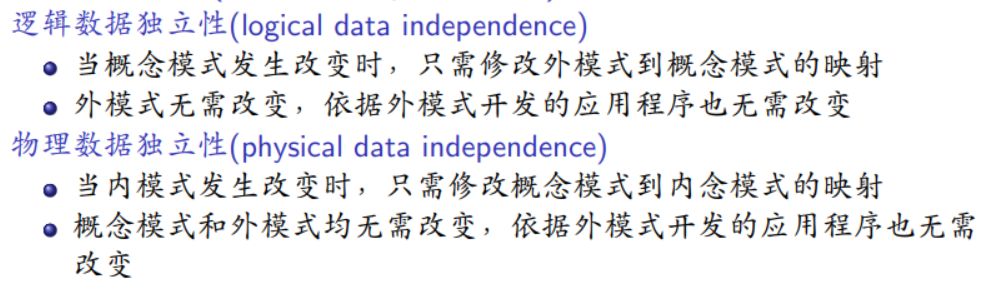 逻辑数据独立性(logical data independence)
当概念模式发生改变时，只需修改外模式到概念模式的映射
外模式无需改变，依据外模式开发的应用程序也无需改变
物理数据独立性(physical data independence)
当内模式发生改变时，只需修改概念模式到内念模式的映射
概念模式和外模式均无需改变，依据外模式开发的应用程序也无需
改变